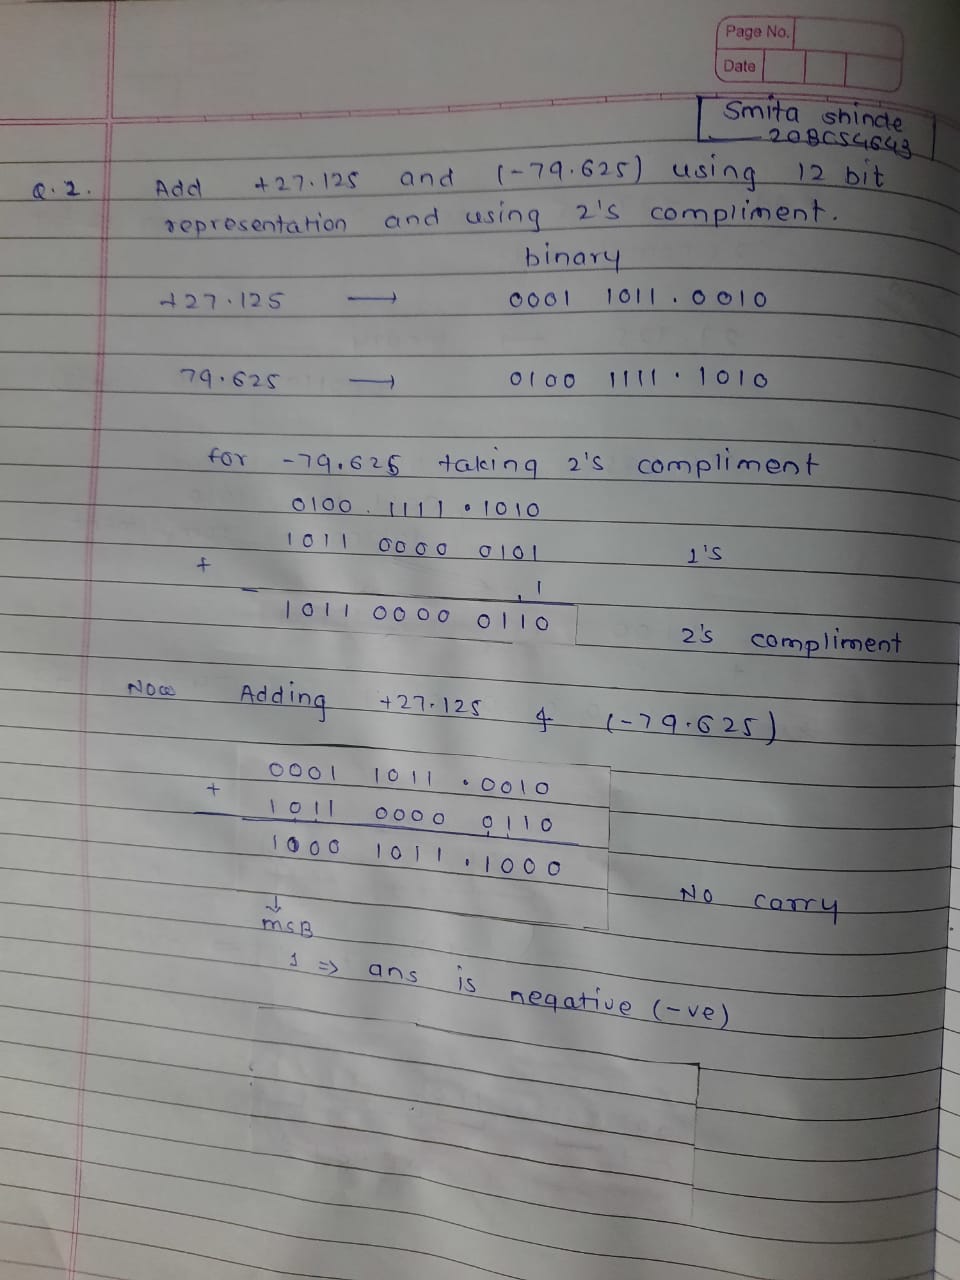 Page No.
Date
Smita shinde
20BCS4643
Q.2. Add +27.125 and (-79.625) using 12 bit
representation and using 2's compliment.
binary
+27.125 → 0001 1011.0010
79.625 → 0100 1111.1010
for -79.625 taking 2's compliment
0100.1111.1010
1011 0000 0101 1's
+ 1
10110 0000 0110 2's compliment
Now Adding +27.125 & (-79.625)
0001 1011.0010
+ 1011 0000 0110
1000 1011.1000 No carry
↓
MSB
1 ⇒ ans is negative (-ve)